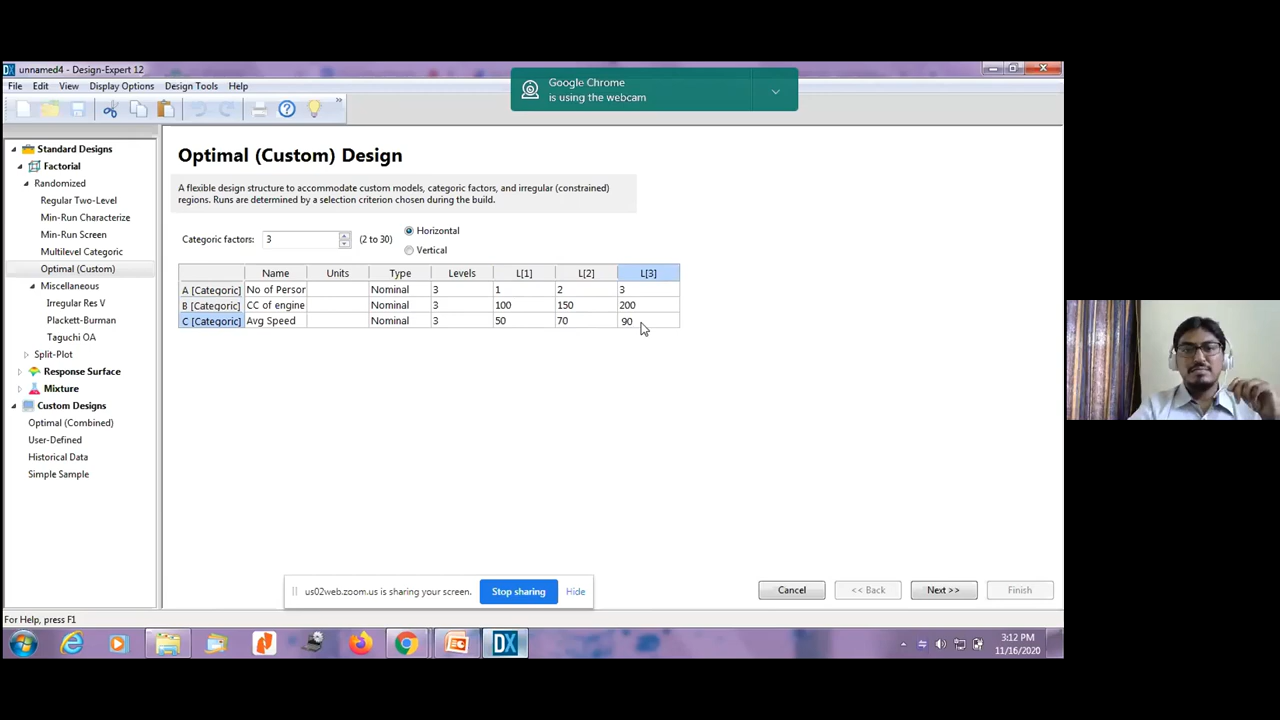 unnamed4 - Design-Expert 12
Google Chrome
is using the webcam
File Edit View Display Options Design Tools Help
Standard Designs
Factorial
Randomized
Regular Two-Level
Min-Run Characterize
Min-Run Screen
Multilevel Categoric
Optimal (Custom)
Miscellaneous
Irregular Res V
Plackett-Burman
Taguchi OA
Split-Plot
Response Surface
Mixture
Custom Designs
Optimal (Combined)
User-Defined
Historical Data
Simple Sample
Optimal (Custom) Design
A flexible design structure to accommodate custom models, categoric factors, and irregular (constrained)
regions. Runs are determined by a selection criterion chosen during the build.
Categoric factors: 3 (2 to 30)
Horizontal
Vertical
Name Units Type Levels L[1] L[2] L[3]
A [Categoric] No of Person Nominal 3 1 2 3
B [Categoric] CC of engine Nominal 3 100 150 200
C [Categoric] Avg Speed Nominal 3 50 70 90
us02web.zoom.us is sharing your screen. Stop sharing Hide
Cancel << Back Next >> Finish
For Help, press F1
3:12 PM
11/16/2020